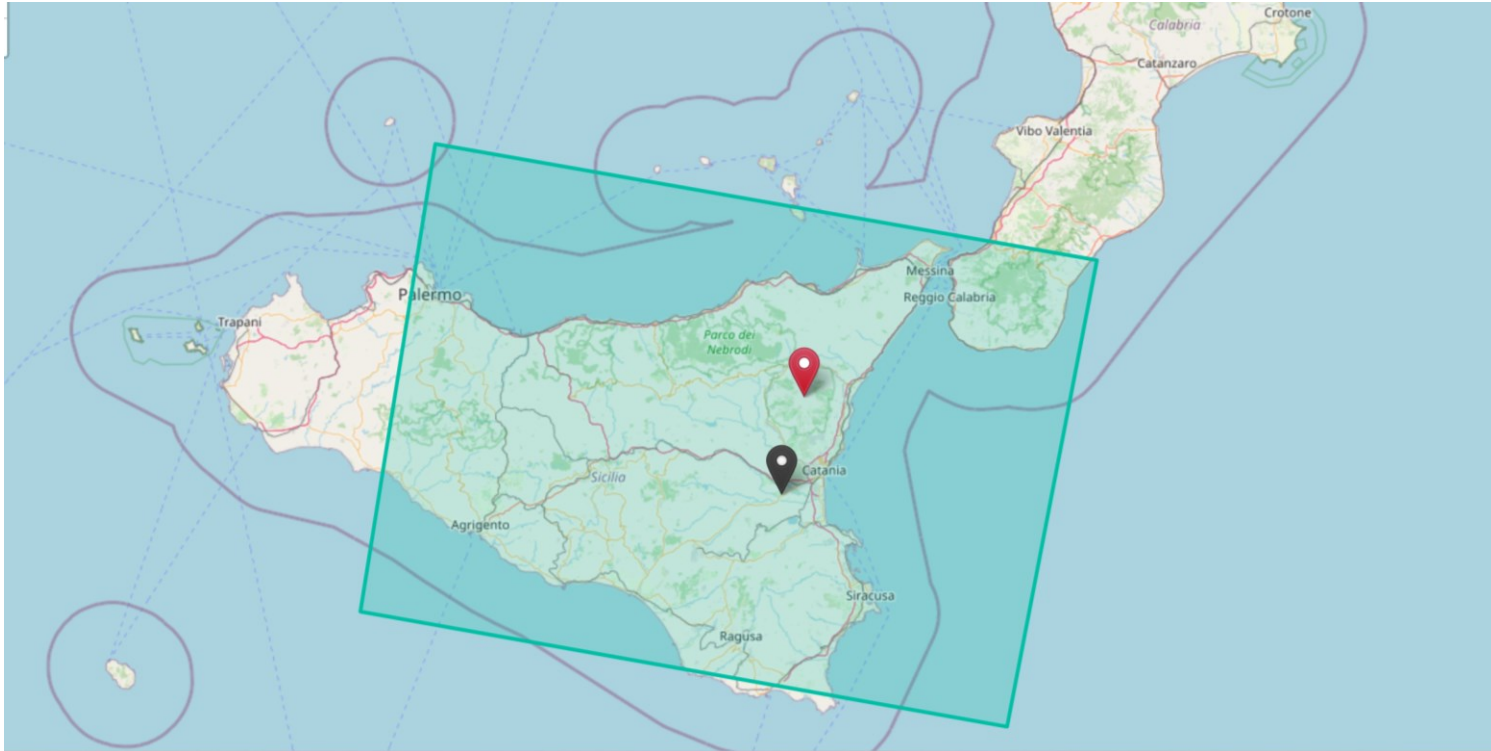 Crotone
Calabria
Catanzaro
Vibo Valentia
Messina
Palermo
Reggio Calabria
Trapani
Parco dei
Nebrodi
Catania
Sicilia
Agrigento
Siracusa
Ragusa